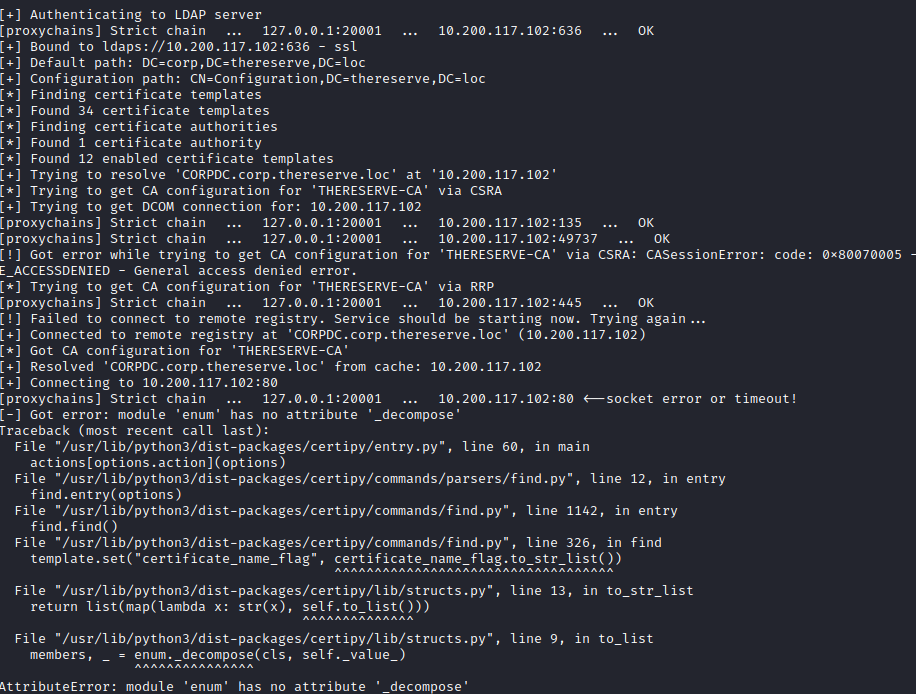 [+] Authenticating to LDAP server
[proxychains] Strict chain  ...  127.0.0.1:20001  ...  10.200.117.102:636  ...  OK
[+] Bound to ldaps://10.200.117.102:636 - ssl
[+] Default path: DC=corp,DC=thereserve,DC=loc
[+] Configuration path: CN=Configuration,DC=thereserve,DC=loc
[*] Finding certificate templates
[*] Found 34 certificate templates
[*] Finding certificate authorities
[*] Found 1 certificate authority
[*] Found 12 enabled certificate templates
[+] Trying to resolve 'CORPDC.corp.thereserve.loc' at '10.200.117.102'
[*] Trying to get CA configuration for 'THERESERVE-CA' via CSRA
[+] Trying to get DCOM connection for: 10.200.117.102
[proxychains] Strict chain  ...  127.0.0.1:20001  ...  10.200.117.102:135  ...  OK
[proxychains] Strict chain  ...  127.0.0.1:20001  ...  10.200.117.102:49737  ...  OK
[!] Got error while trying to get CA configuration for 'THERESERVE-CA' via CSRA: CASessionError: code: 0x80070005 -
E_ACCESSDENIED - General access denied error.
[*] Trying to get CA configuration for 'THERESERVE-CA' via RRP
[proxychains] Strict chain  ...  127.0.0.1:20001  ...  10.200.117.102:445  ...  OK
[!] Failed to connect to remote registry. Service should be starting now. Trying again...
[+] Connected to remote registry at 'CORPDC.corp.thereserve.loc' (10.200.117.102)
[*] Got CA configuration for 'THERESERVE-CA'
[+] Resolved 'CORPDC.corp.thereserve.loc' from cache: 10.200.117.102
[+] Connecting to 10.200.117.102:80
[proxychains] Strict chain  ...  127.0.0.1:20001  ...  10.200.117.102:80 <--socket error or timeout!
[-] Got error: module 'enum' has no attribute '_decompose'
Traceback (most recent call last):
  File "/usr/lib/python3/dist-packages/certipy/entry.py", line 60, in main
    actions[options.action](options)
  File "/usr/lib/python3/dist-packages/certipy/commands/parsers/find.py", line 12, in entry
    find.entry(options)
  File "/usr/lib/python3/dist-packages/certipy/commands/find.py", line 1142, in entry
    find.find()
  File "/usr/lib/python3/dist-packages/certipy/commands/find.py", line 326, in find
    template.set("certificate_name_flag", certificate_name_flag.to_str_list())
                                          ^^^^^^^^^^^^^^^^^^^^^^^^^^^^^^^^^^^
  File "/usr/lib/python3/dist-packages/certipy/lib/structs.py", line 13, in to_str_list
    return list(map(lambda x: str(x), self.to_list()))
                                      ^^^^^^^^^^^^^^
  File "/usr/lib/python3/dist-packages/certipy/lib/structs.py", line 9, in to_list
    members, _ = enum._decompose(cls, self._value_)
                 ^^^^^^^^^^^^^^^
AttributeError: module 'enum' has no attribute '_decompose'